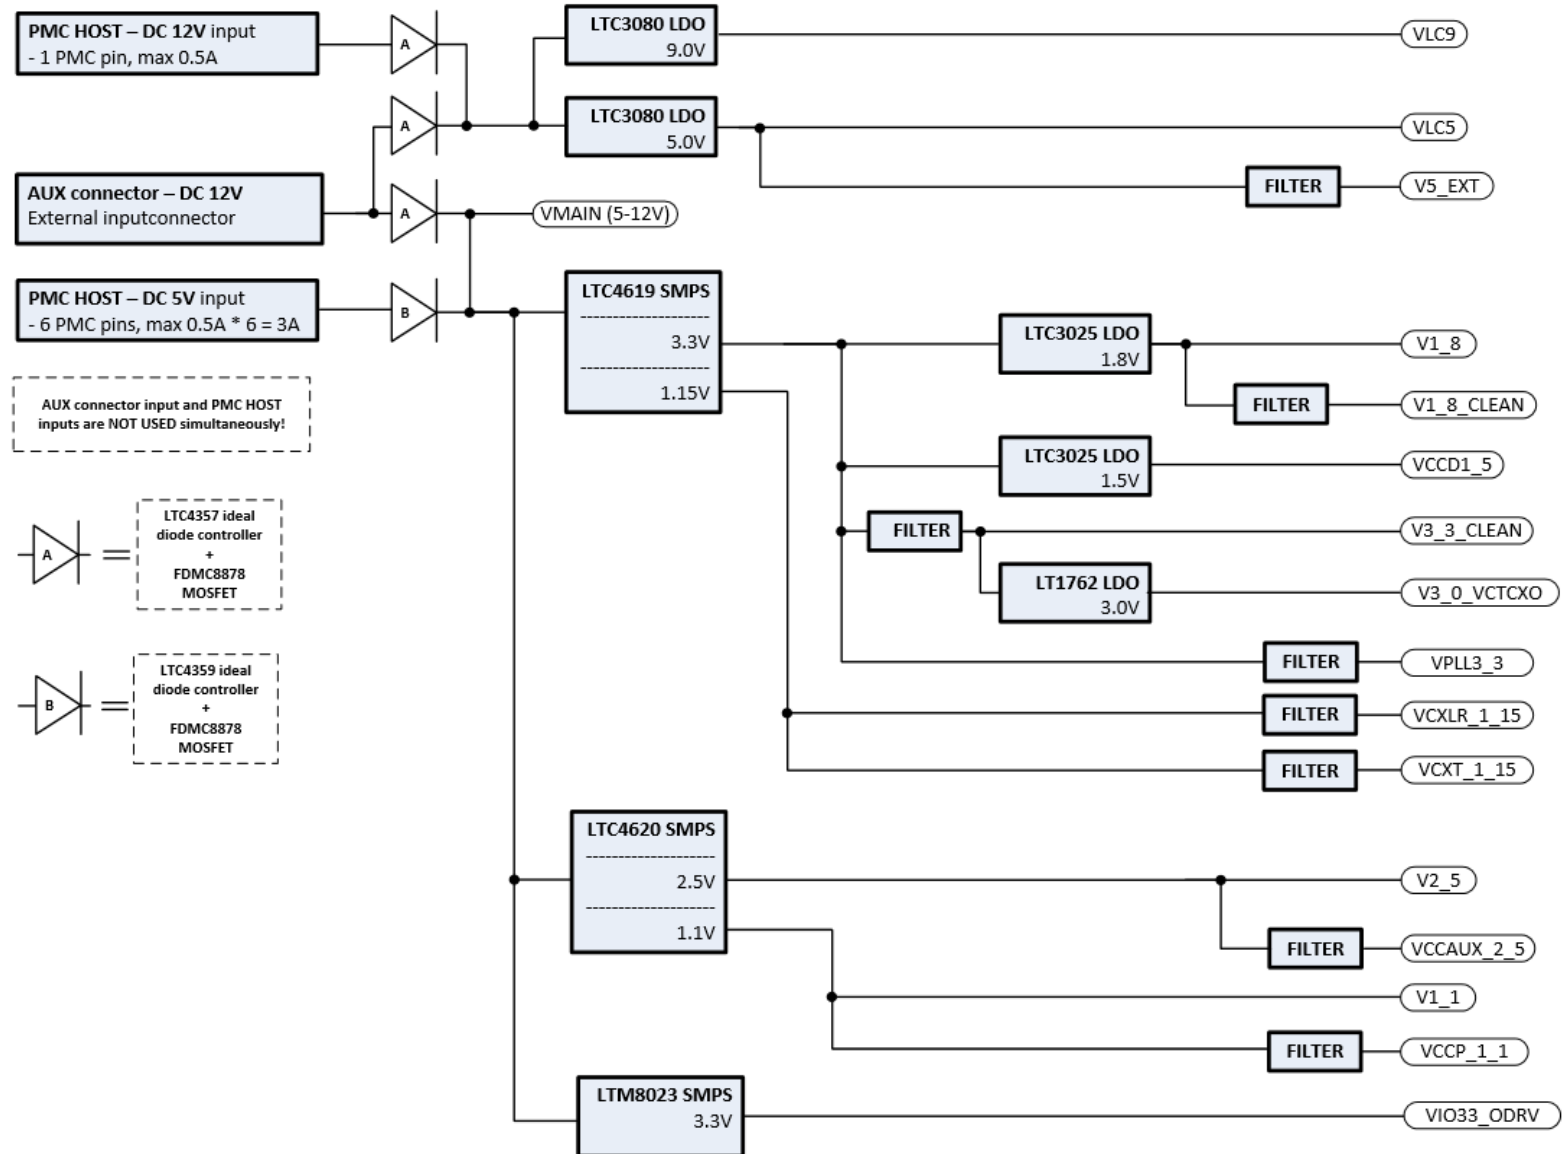 PMC HOST – DC 12V input
- 1 PMC pin, max 0.5A
A
LTC3080 LDO
9.0V
VLC9
A
LTC3080 LDO
5.0V
VLC5
FILTER
V5_EXT
AUX connector – DC 12V
External inputconnector
A
VMAIN (5-12V)
PMC HOST – DC 5V input
- 6 PMC pins, max 0.5A * 6 = 3A
B
LTC4619 SMPS
3.3V
1.15V
LTC3025 LDO
1.8V
V1_8
FILTER
V1_8_CLEAN
AUX connector input and PMC HOST
inputs are NOT USED simultaneously!
LTC3025 LDO
1.5V
VCCD1_5
FILTER
V3_3_CLEAN
LT1762 LDO
3.0V
V3_0_VCTCXO
A
LTC4357 ideal
diode controller
+
FDMC8878
MOSFET
FILTER
VPLL3_3
FILTER
VCXLR_1_15
FILTER
VCXT_1_15
B
LTC4359 ideal
diode controller
+
FDMC8878
MOSFET
LTC4620 SMPS
2.5V
1.1V
V2_5
FILTER
VCCAUX_2_5
V1_1
FILTER
VCCP_1_1
LTM8023 SMPS
3.3V
VIO33_ODRV